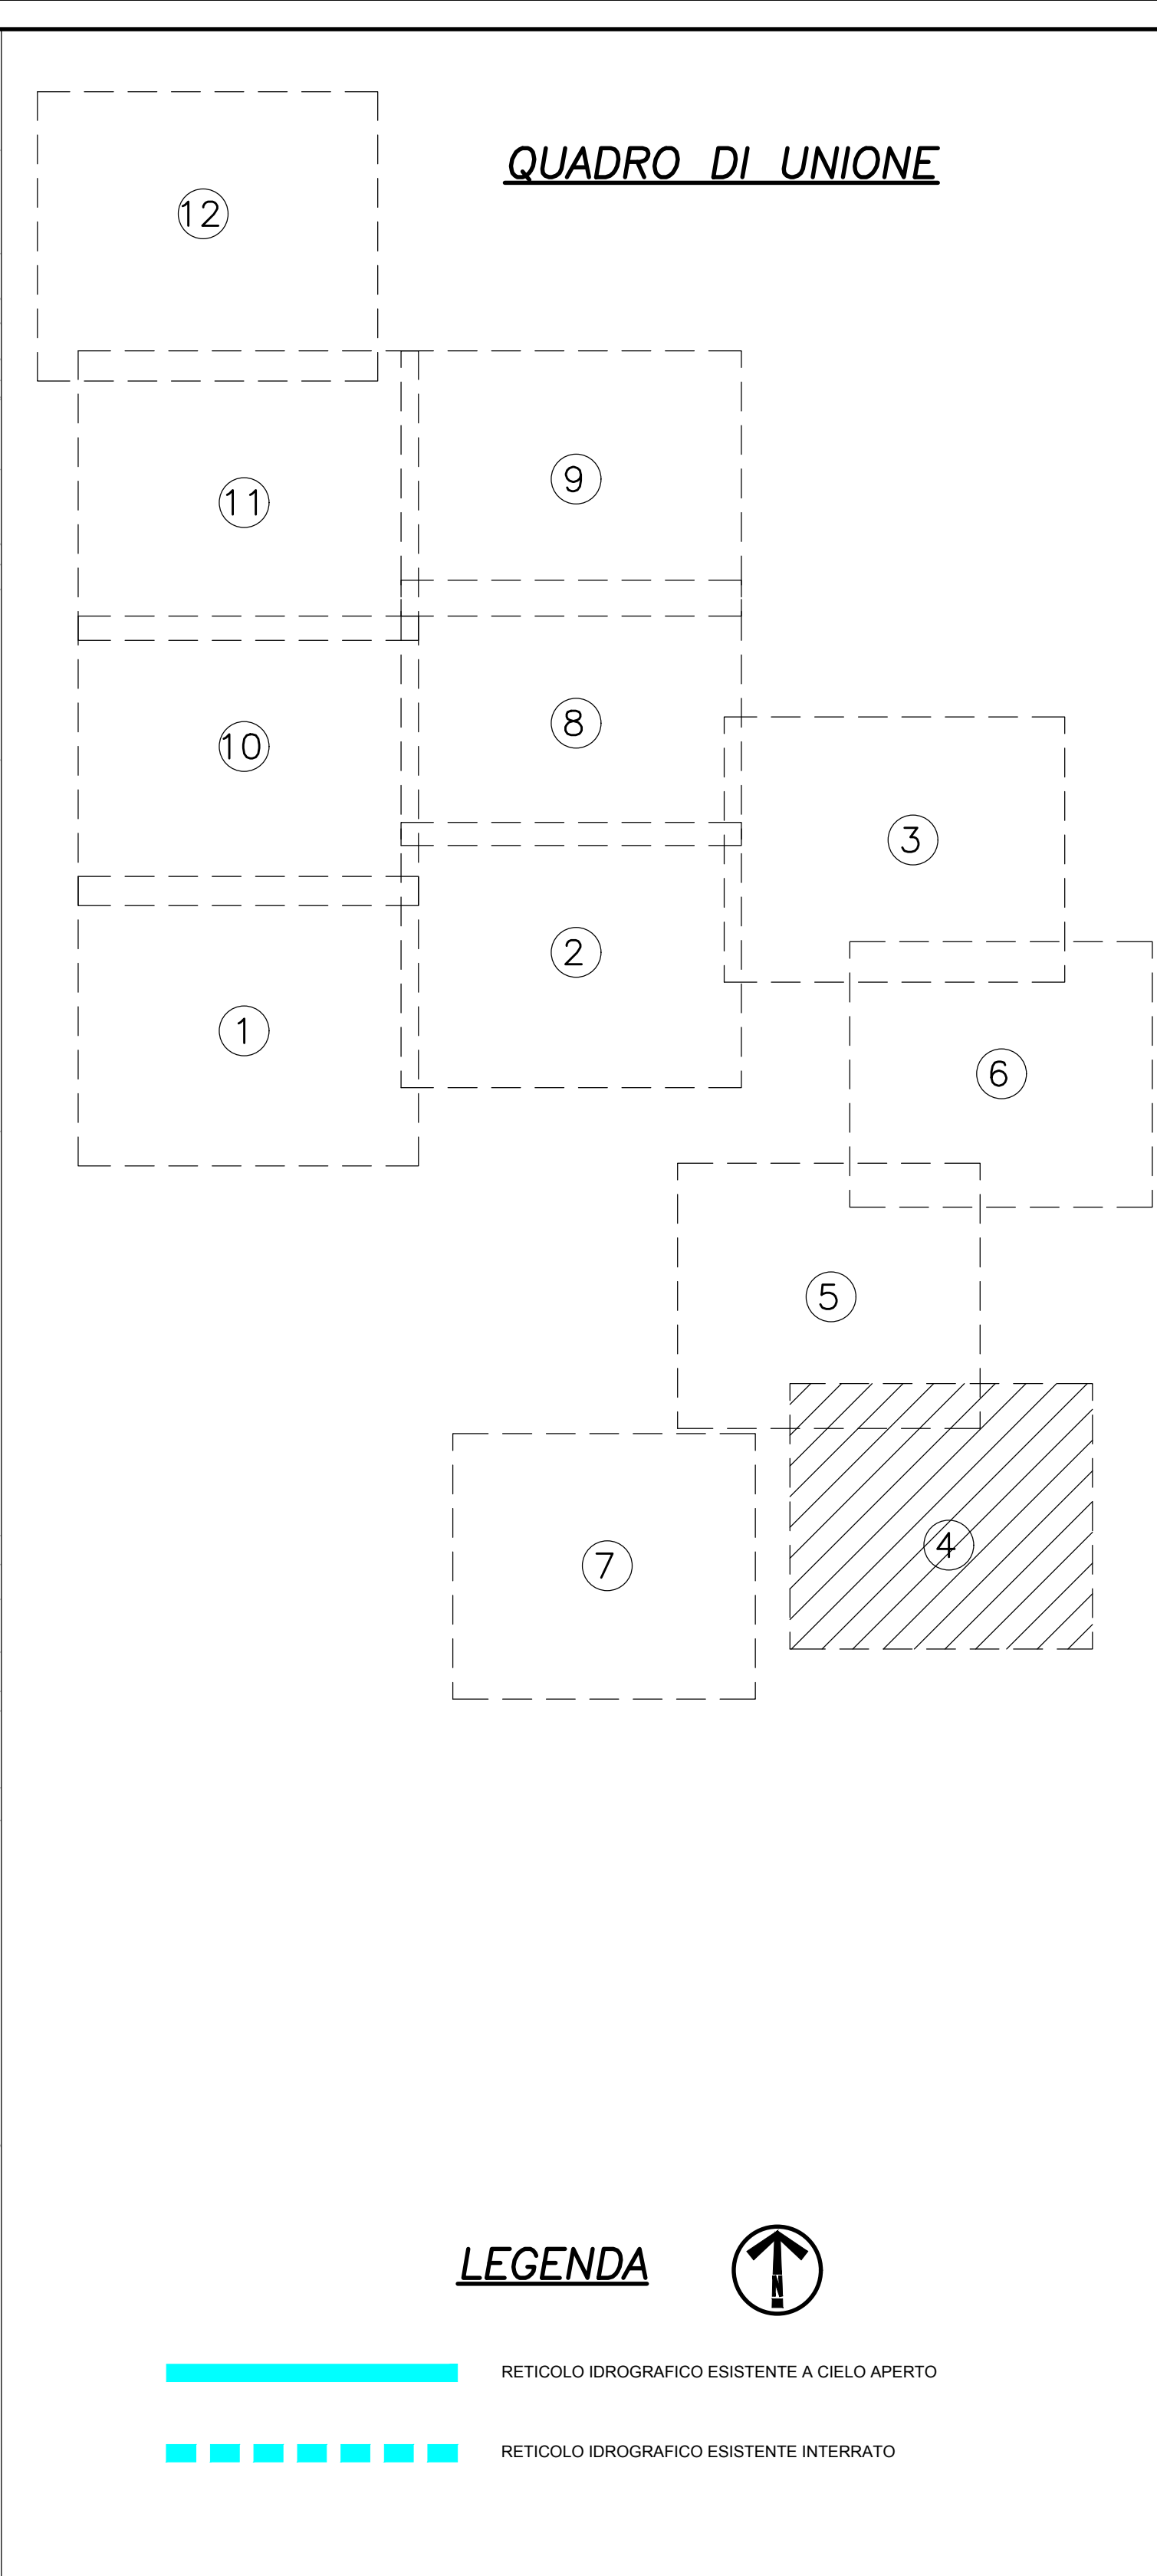 QUADRO DI UNIONE
12
9
11
8
10
3
2
1
6
5
4
7
LEGENDA
N
RETICOLO IDROGRAFICO ESISTENTE A CIELO APERTO
RETICOLO IDROGRAFICO ESISTENTE INTERRATO